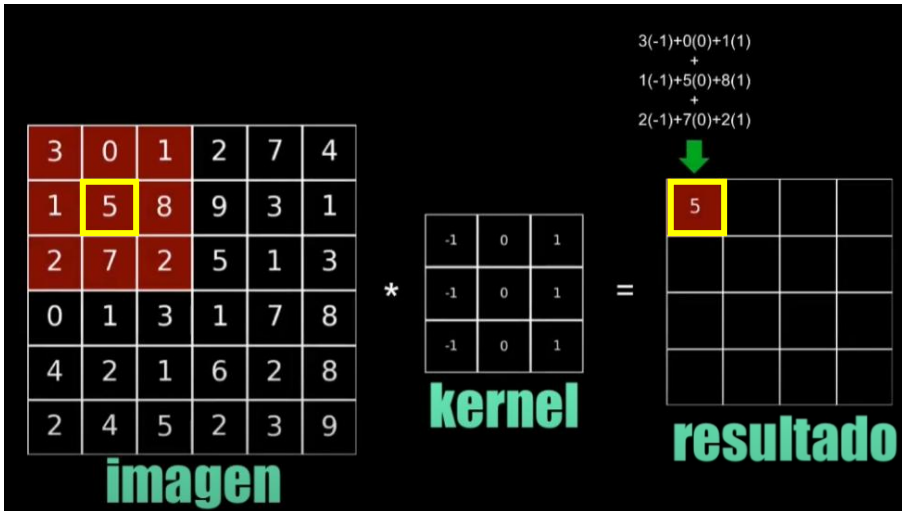 3(-1)+0(0)+1(1)
+
1(-1)+5(0)+8(1)
+
2(-1)+7(0)+2(1)
3 0 1 2 7 4
1 5 8 9 3 1
2 7 2 5 1 3
0 1 3 1 7 8
4 2 1 6 2 8
2 4 5 2 3 9
imagen
*
-1 0 1
-1 0 1
-1 0 1
kernel
=
5
resultado